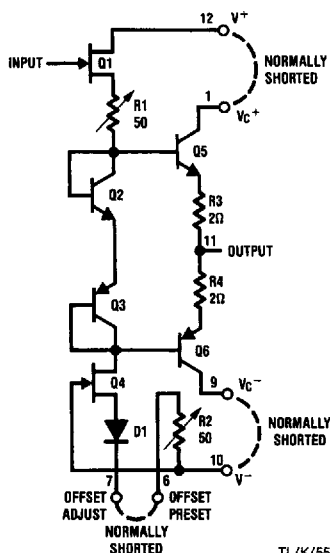 12 V+
INPUT
Q1
NORMALLY
SHORTED
R1
50
1 VC+
Q5
Q2
R3
2Ω
11 OUTPUT
R4
2Ω
Q3
Q6
Q4
9 VC-
D1
R2
50
NORMALLY
SHORTED
10 V-
7 6
OFFSET ADJUST
OFFSET PRESET
NORMALLY
SHORTED